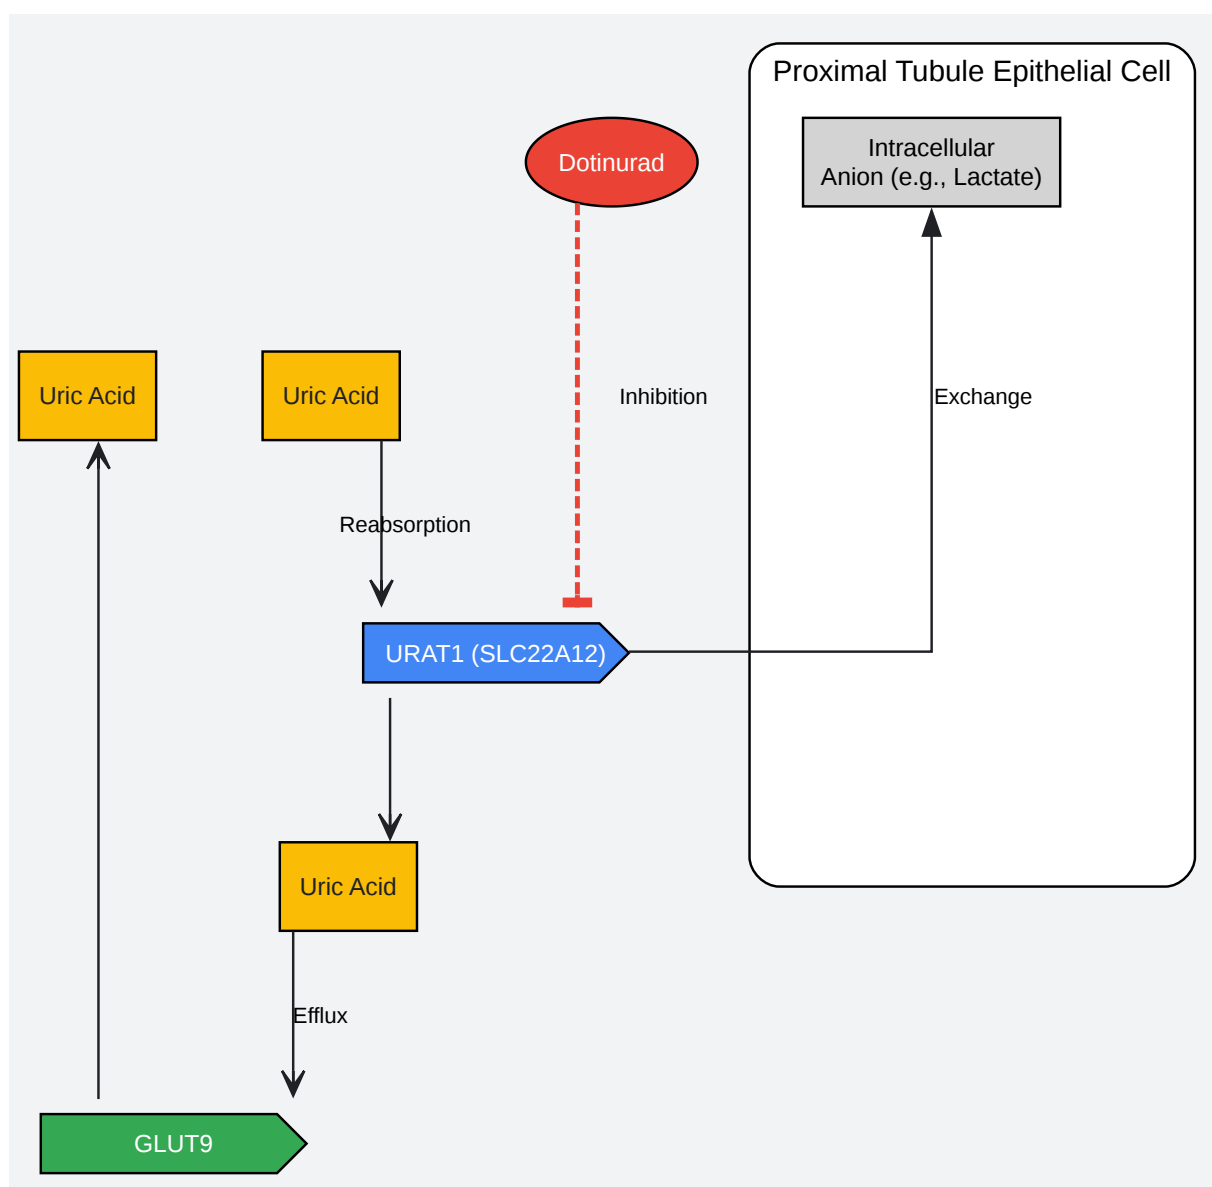 Proximal Tubule Epithelial Cell
Dotinurad
Intracellular
Anion (e.g., Lactate)
Uric Acid
Uric Acid
Inhibition
Exchange
Reabsorption
URAT1 (SLC22A12)
Uric Acid
Efflux
GLUT9